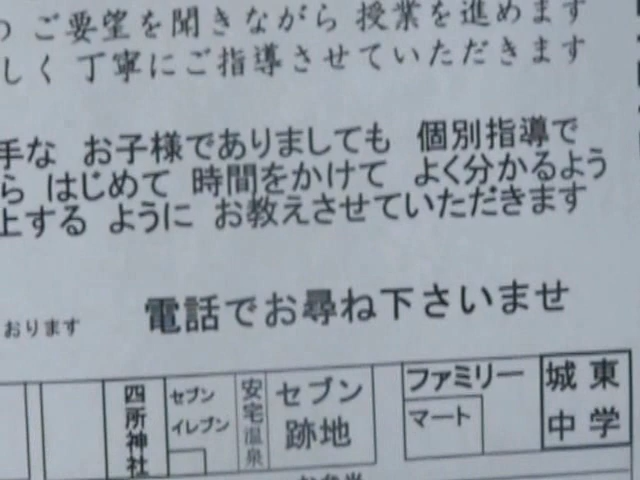 ご要望を聞きながら 授業を進めます
しく 丁寧にご指導させていただきます
手な お子様でありましても 個別指導で
ら はじめて 時間をかけて よく分かるよう
上する ように お教えさせていただきます
おります 電話でお尋ね下さいませ
四所神社
セブン
イレブン
安宅温泉
セブン
跡地
ファミリー
マート
城東
中学